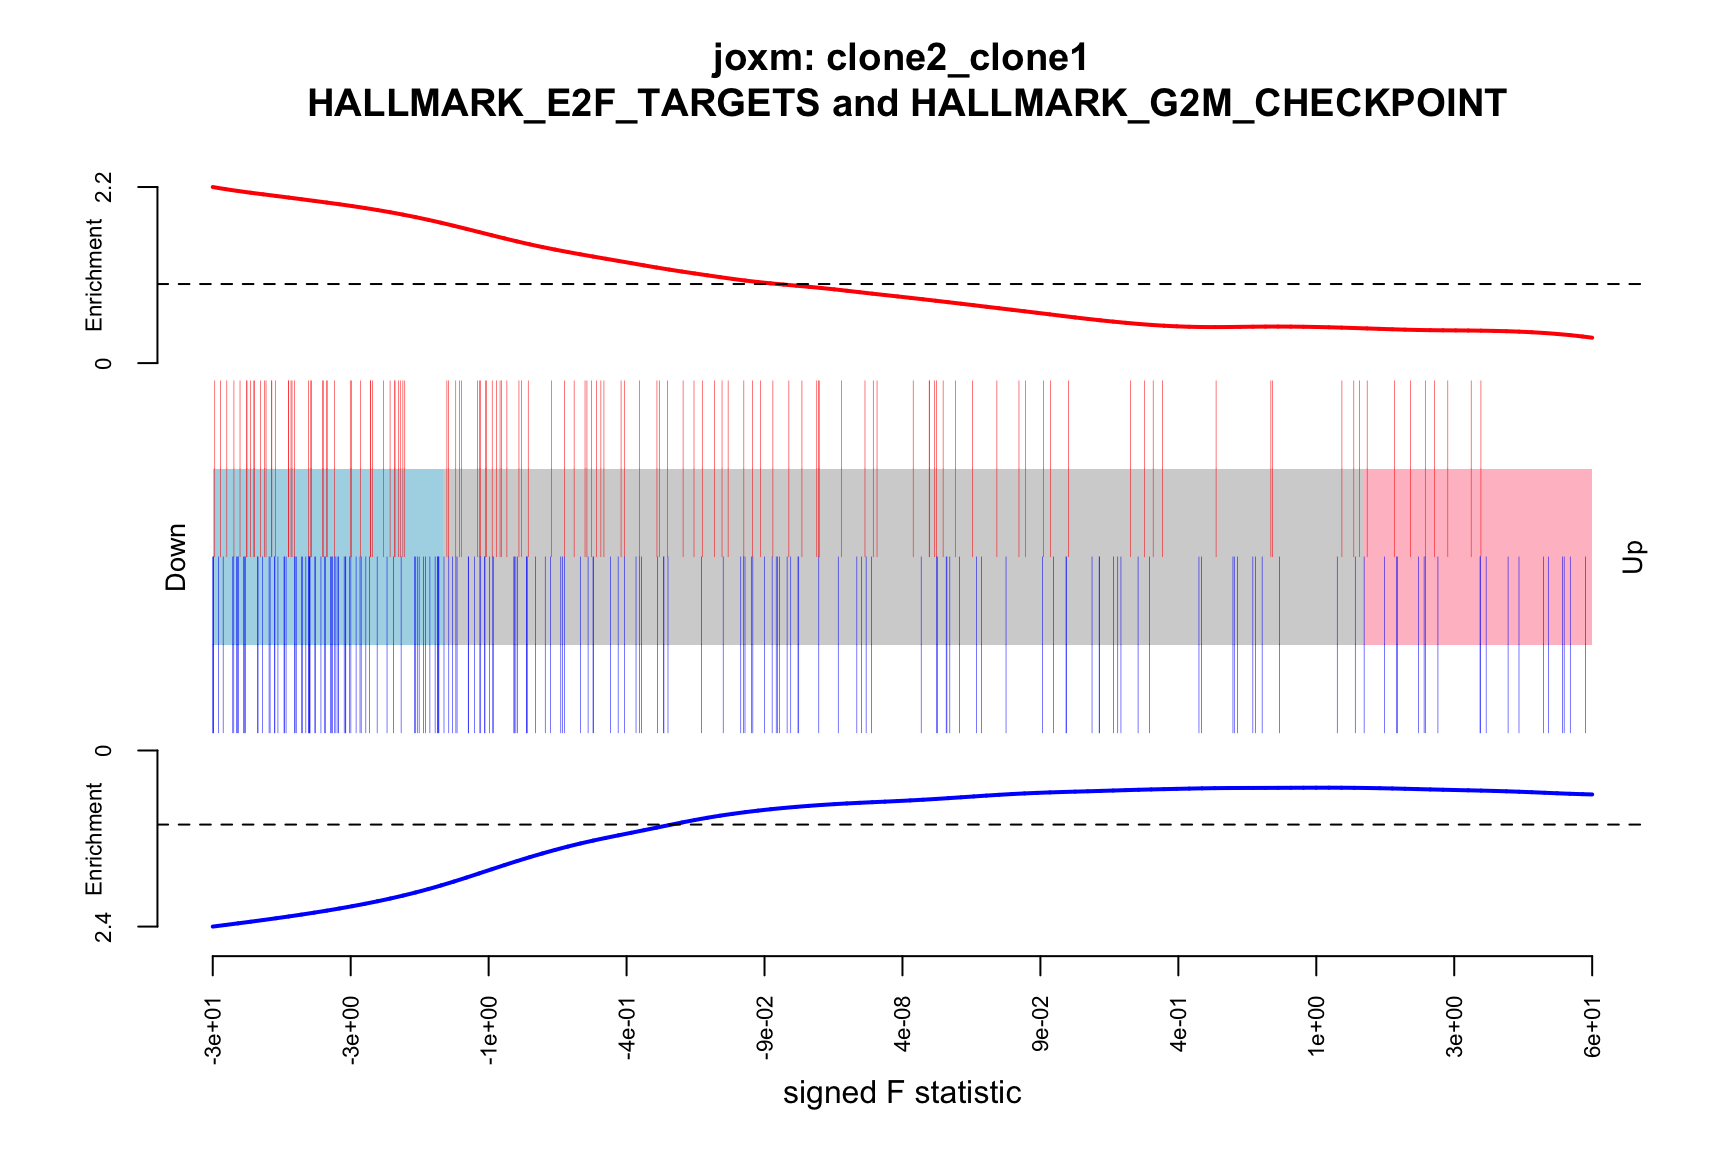 joxm: clone2_clone1
HALLMARK_E2F_TARGETS and HALLMARK_G2M_CHECKPOINT
2.2
Enrichment
0
Down
Up
0
Enrichment
2.4
-3e+01
-3e+00
-1e+00
-4e-01
-9e-02
4e-08
9e-02
4e-01
1e+00
3e+00
6e+01
signed F statistic